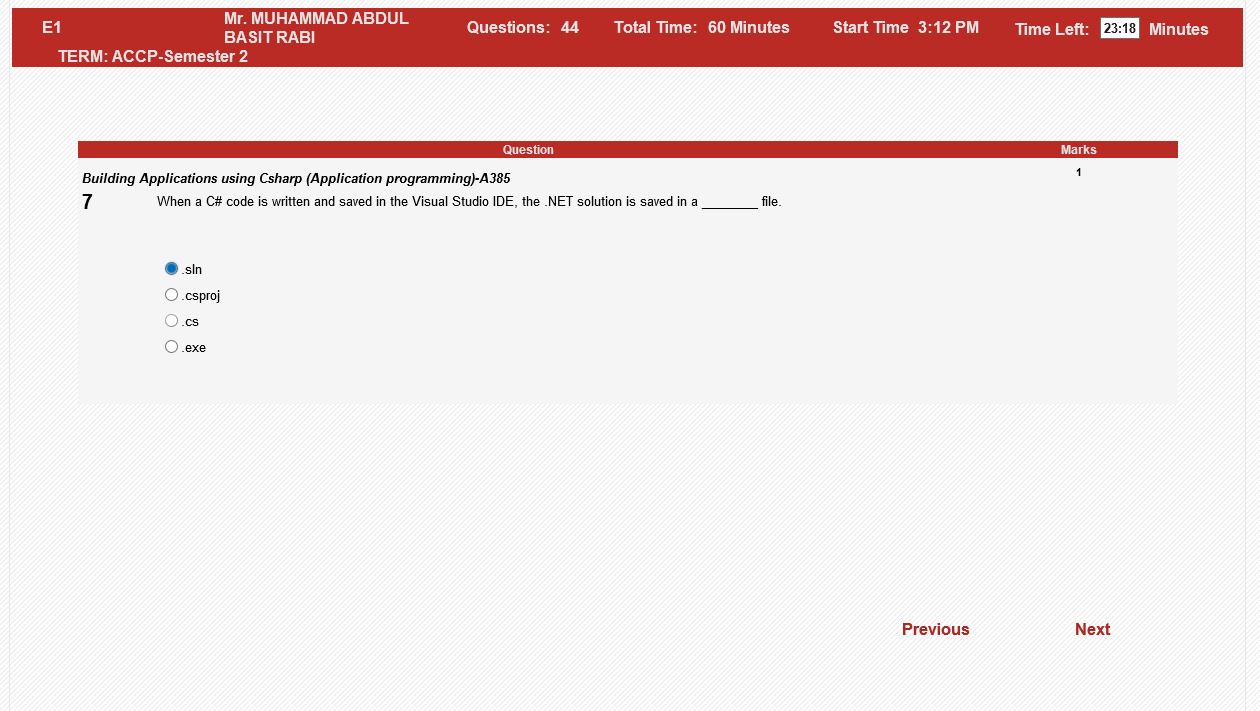 E1 Mr. MUHAMMAD ABDUL BASIT RABI Questions: 44 Total Time: 60 Minutes Start Time 3:12 PM Time Left: 23:18 Minutes
TERM: ACCP-Semester 2
Question Marks
Building Applications using Csharp (Application programming)-A385 1
7 When a C# code is written and saved in the Visual Studio IDE, the .NET solution is saved in a ________ file.
.sln
.csproj
.cs
.exe
Previous Next